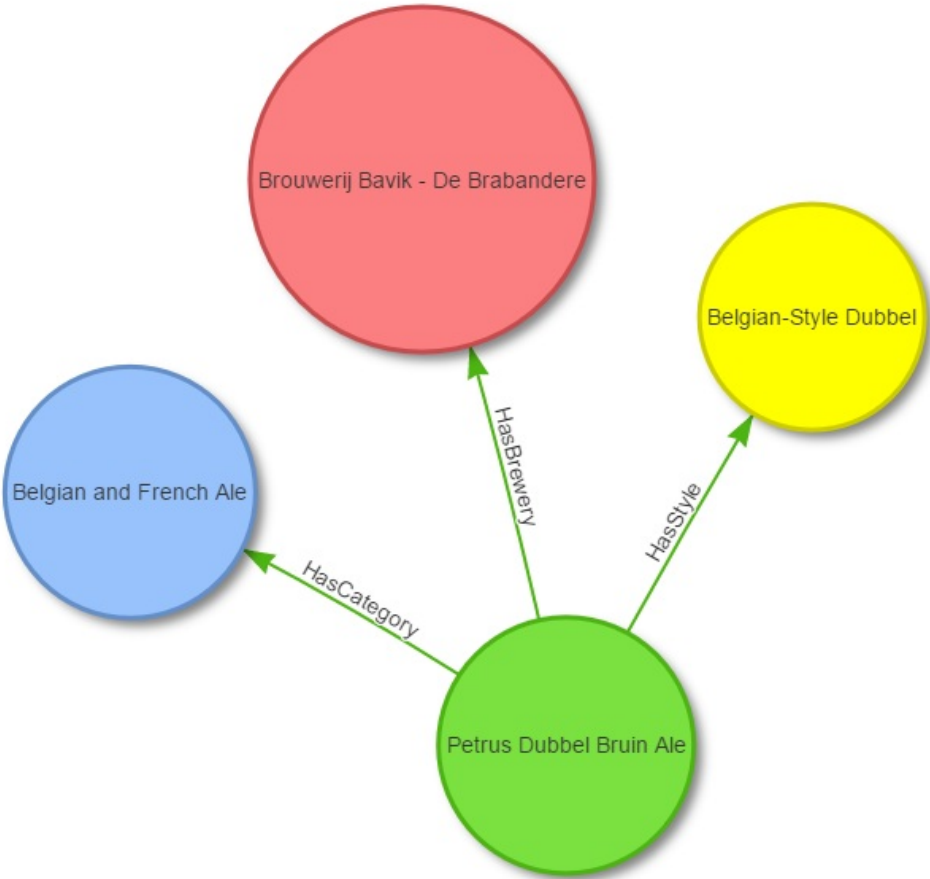 Brouwerij Bavik - De Brabandere
Belgian-Style Dubbel
HasBrewery
Belgian and French Ale
HasStyle
HasCategory
Petrus Dubbel Bruin Ale